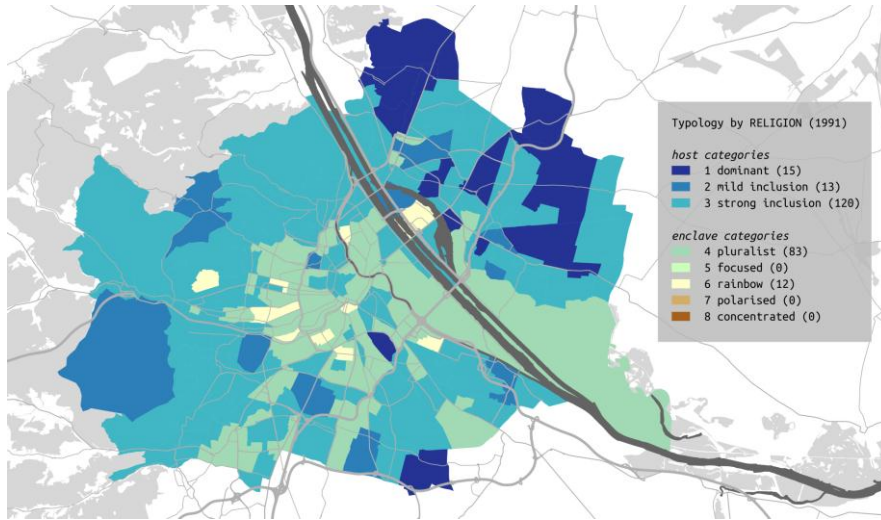 Typology by RELIGION (1991)
host categories
1 dominant (15)
2 mild inclusion (13)
3 strong inclusion (120)
enclave categories
4 pluralist (83)
5 focused (0)
6 rainbow (12)
7 polarised (0)
8 concentrated (0)